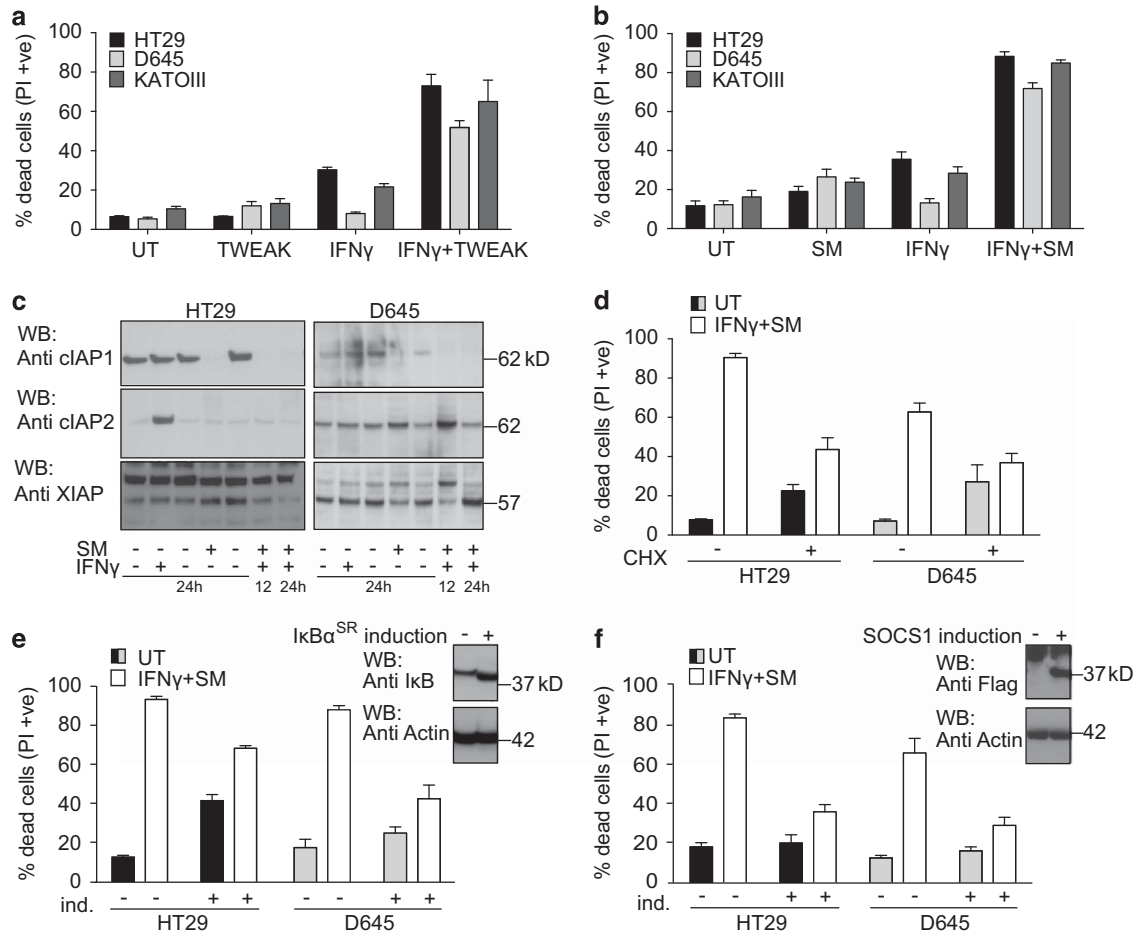 a
% dead cells (PI +ve)
100
80
60
40
20
0
HT29
D645
KATOIII
UT TWEAK IFNγ IFNγ+TWEAK
b
% dead cells (PI +ve)
100
80
60
40
20
0
HT29
D645
KATOIII
UT SM IFNγ IFNγ+SM
c
HT29 D645
WB:
Anti cIAP1
62 kD
WB:
Anti cIAP2
62
WB:
Anti XIAP
57
SM - - - + - + + - - - + - + +
IFNγ - + - - - + + - + - - - + +
24h 12 24h 24h 12 24h
d
UT
IFNγ+SM
% dead cells (PI +ve)
100
80
60
40
20
0
CHX - + - +
HT29 D645
e
IκBα^SR induction - +
UT
IFNγ+SM
WB:
Anti IκB
37 kD
WB:
Anti Actin
42
% dead cells (PI +ve)
100
80
60
40
20
0
ind. - - + + - - + +
HT29 D645
f
SOCS1 induction - +
UT
IFNγ+SM
WB:
Anti Flag
37 kD
WB:
Anti Actin
42
% dead cells (PI +ve)
100
80
60
40
20
0
ind. - - + + - - + +
HT29 D645